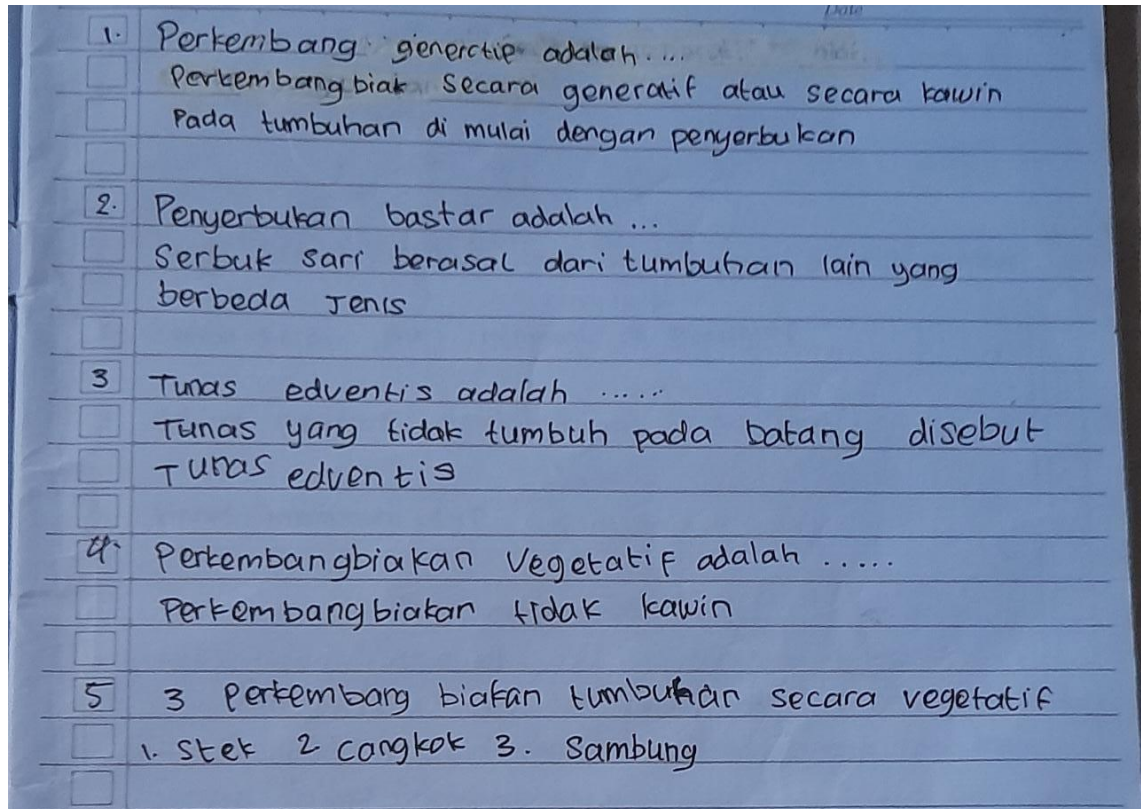 Date
1. Perkembang generctip adalah....
Perkembang biak secara generatif atau secara kawin
Pada tumbuhan di mulai dengan penyerbukan
2. Penyerbukan bastar adalah ...
Serbuk sari berasal dari tumbuhan lain yang
berbeda Jenis
3 Tunas edventis adalah .....
Tunas yang tidak tumbuh pada batang disebut
Tunas edventis
4. Perkembangbiakan Vegetatif adalah .....
Perkembangbiakan tidak kawin
5 3 Perkembang biakan tumbuhan secara vegetatif
1. Stek 2 cangkok 3. Sambung